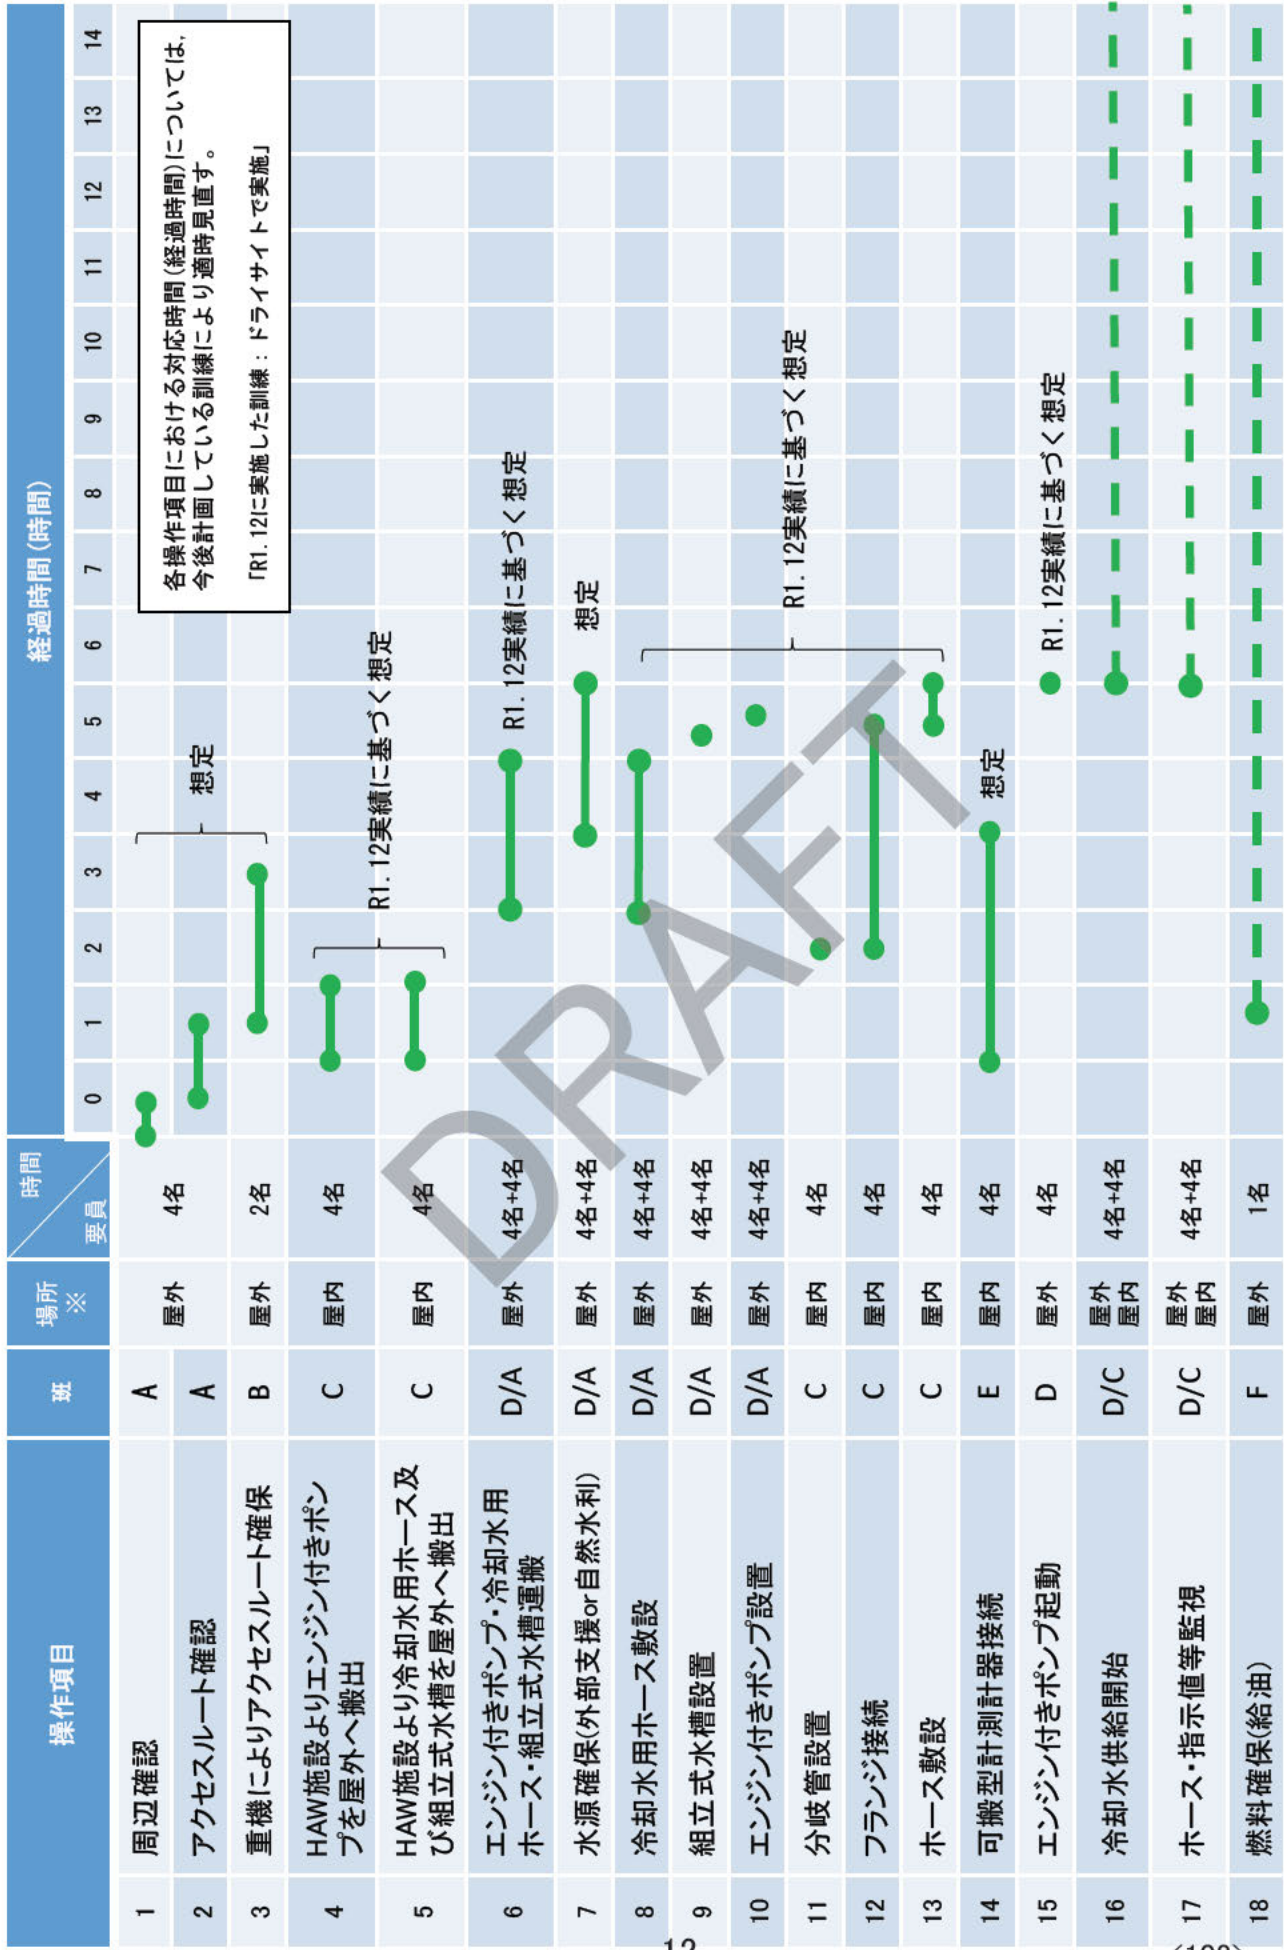 操作項目
班
場所
※
時間
要員
経過時間(時間)
0 1 2 3 4 5 6 7 8 9 10 11 12 13 14
1 周辺確認 A 屋外 4名
2 アクセスルート確認 A
3 重機によりアクセスルート確保 B 屋外 2名
想定
4 HAW施設よりエンジン付きポン
プを屋外へ搬出 C 屋内 4名
5 HAW施設より冷却水用ホース及
び組立式水槽を屋外へ搬出 C 屋内 4名
R1.12実績に基づく想定
6 エンジン付きポンプ・冷却水用
ホース・組立式水槽運搬 D/A 屋外 4名+4名 R1.12実績に基づく想定
7 水源確保(外部支援or自然水利) D/A 屋外 4名+4名 想定
8 冷却水用ホース敷設 D/A 屋外 4名+4名
9 組立式水槽設置 D/A 屋外 4名+4名
10 エンジン付きポンプ設置 D/A 屋外 4名+4名
11 分岐管設置 C 屋内 4名
12 フランジ接続 C 屋内 4名
13 ホース敷設 C 屋内 4名
R1.12実績に基づく想定
14 可搬型計測計器接続 E 屋内 4名 想定
15 エンジン付きポンプ起動 D 屋外 4名 R1.12実績に基づく想定
16 冷却水供給開始 D/C 屋外
屋内 4名+4名
17 ホース・指示値等監視 D/C 屋外
屋内 4名+4名
18 燃料確保(給油) F 屋外 1名
各操作項目における対応時間(経過時間)については,
今後計画している訓練により適時見直す。
「R1.12に実施した訓練：ドライサイトで実施」
DRAFT